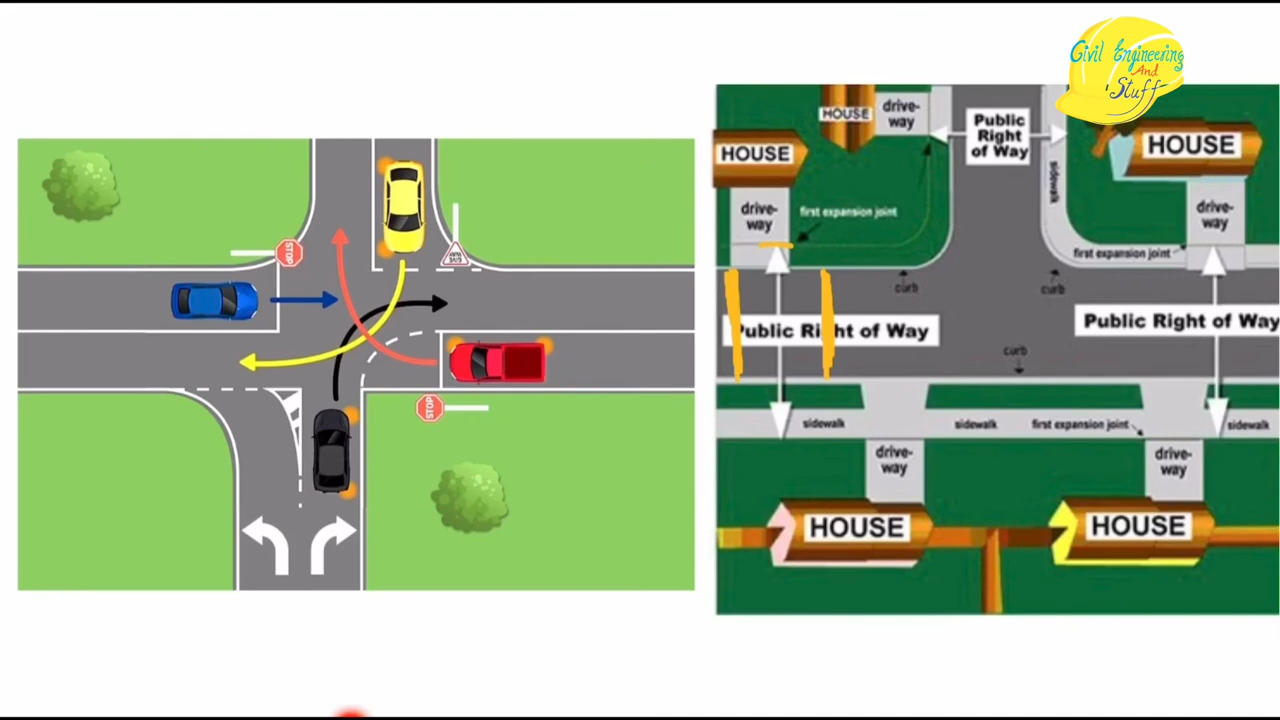 Civil Engineering
And
Stuff
STOP
GIVE WAY
STOP
HOUSE
drive-
way
Public
Right
of Way
HOUSE
HOUSE
sidewalk
drive-
way
first expansion joint
drive-
way
first expansion joint
curb
curb
Public Right of Way
Public Right of Way
curb
sidewalk
sidewalk
first expansion joint
sidewalk
drive-
way
drive-
way
HOUSE
HOUSE